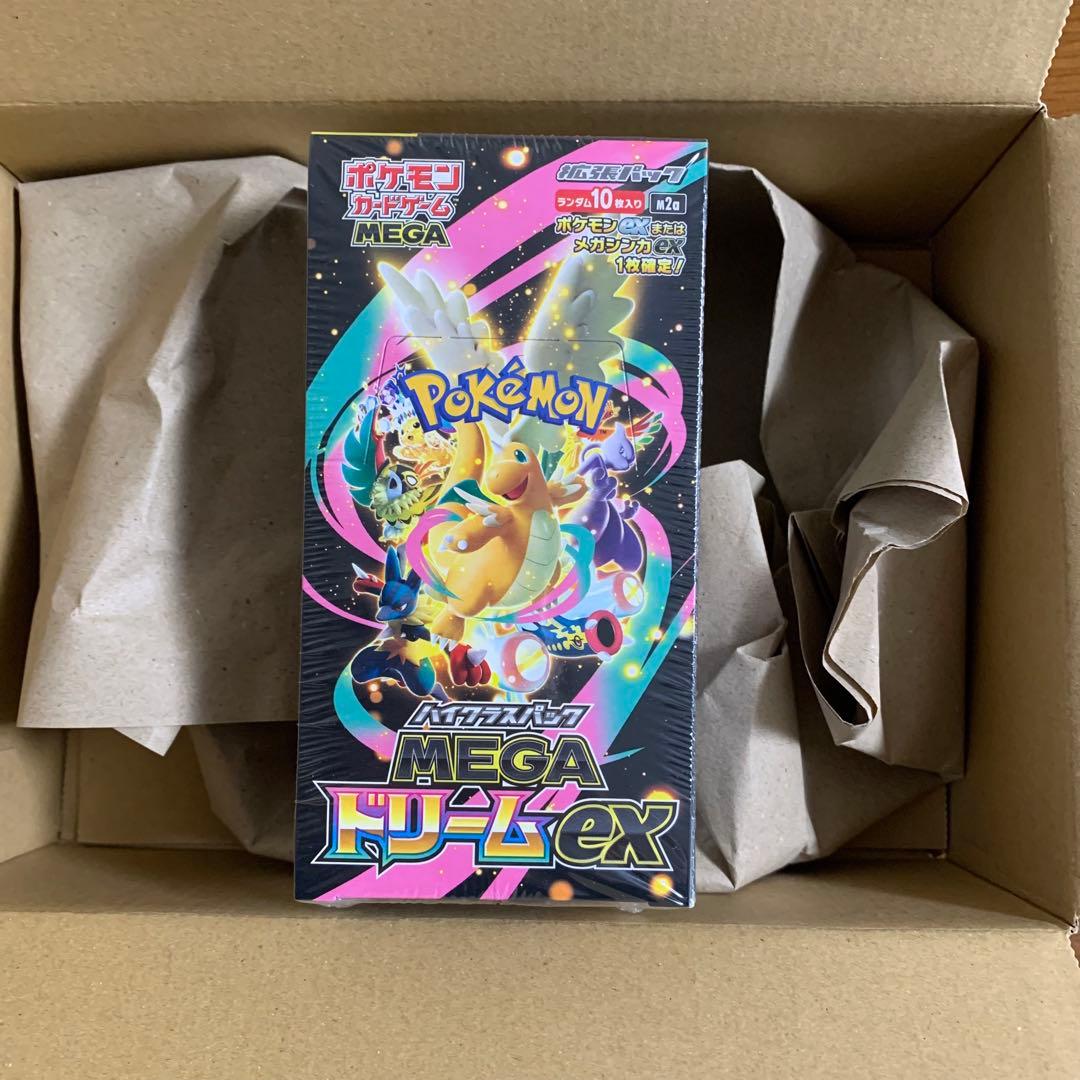 ポケモン
カードゲーム
MEGA
拡張パック
ランダム10枚入り
M2a
ポケモンexまたは
メガシンカex
1枚確定!
POKéMON
ハイクラスパック
MEGA
ドリームex